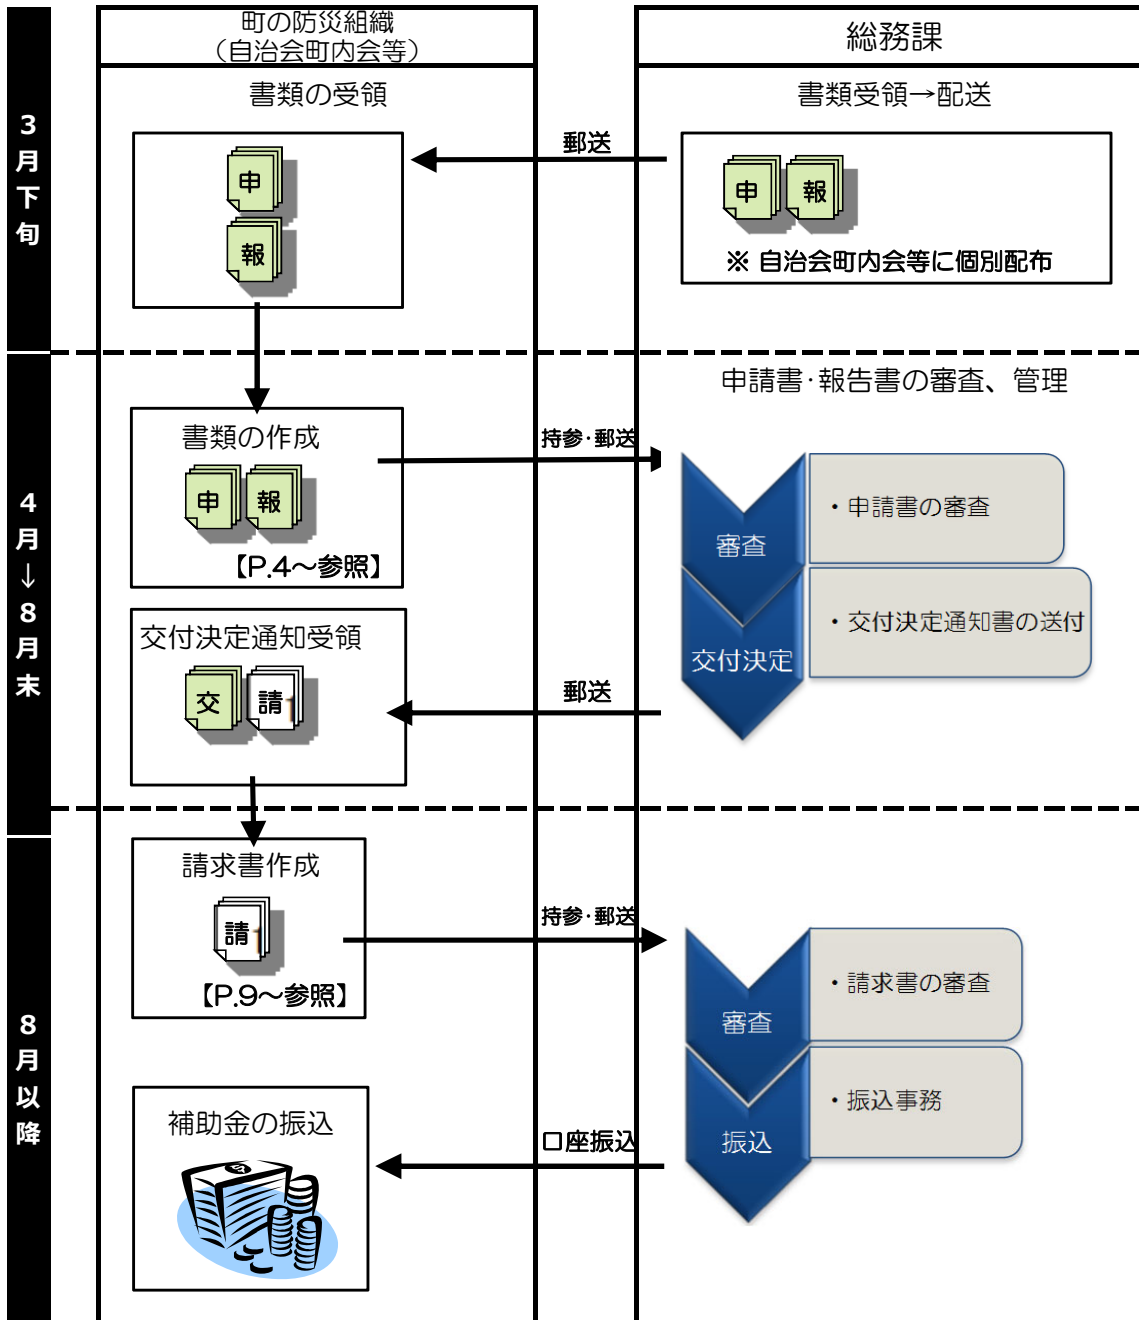 町の防災組織
（自治会町内会等）
総務課
3月下旬
書類の受領
書類受領→配送
郵送
申
報
申
報
※ 自治会町内会等に個別配布
4月→8月末
申請書・報告書の審査、管理
書類の作成
持参・郵送
申
報
【P.4～参照】
審査
・申請書の審査
交付決定
・交付決定通知書の送付
交付決定通知受領
郵送
交
請
8月以降
請求書作成
持参・郵送
請
【P.9～参照】
審査
・請求書の審査
振込
・振込事務
補助金の振込
口座振込